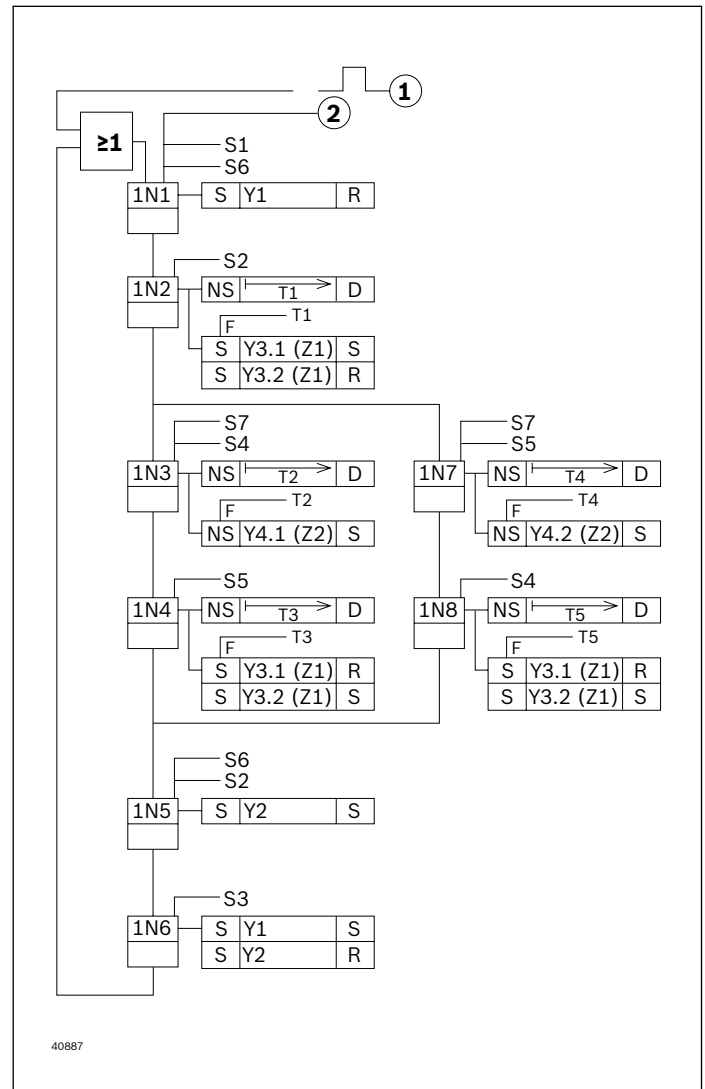 1
2
≥1
S1
S6
1N1 S Y1 R
S2
1N2 NS T1 D
T1
F
S Y3.1 (Z1) S
S Y3.2 (Z1) R
S7 S7
S4 S5
1N3 NS T2 D 1N7 NS T4 D
T2 T4
F F
NS Y4.1 (Z2) S NS Y4.2 (Z2) S
S5 S4
1N4 NS T3 D 1N8 NS T5 D
T3 T5
F F
S Y3.1 (Z1) R S Y3.1 (Z1) R
S Y3.2 (Z1) S S Y3.2 (Z1) S
S6
S2
1N5 S Y2 S
S3
1N6 S Y1 S
S Y2 R
40887